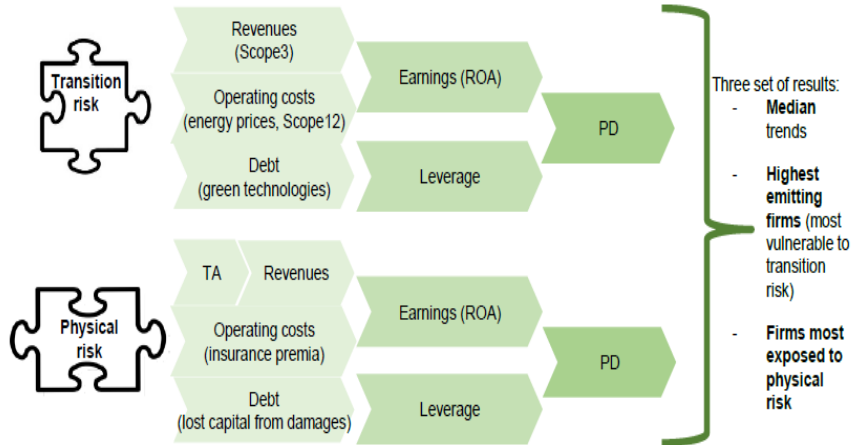 Transition
risk
Revenues
(Scope3)
Operating costs
(energy prices, Scope12)
Debt
(green technologies)
Earnings (ROA)
Leverage
PD
Physical
risk
TA
Revenues
Operating costs
(insurance premia)
Debt
(lost capital from damages)
Earnings (ROA)
Leverage
PD
Three set of results:
- Median
trends
- Highest
emitting
firms (most
vulnerable to
transition
risk)
- Firms most
exposed to
physical
risk